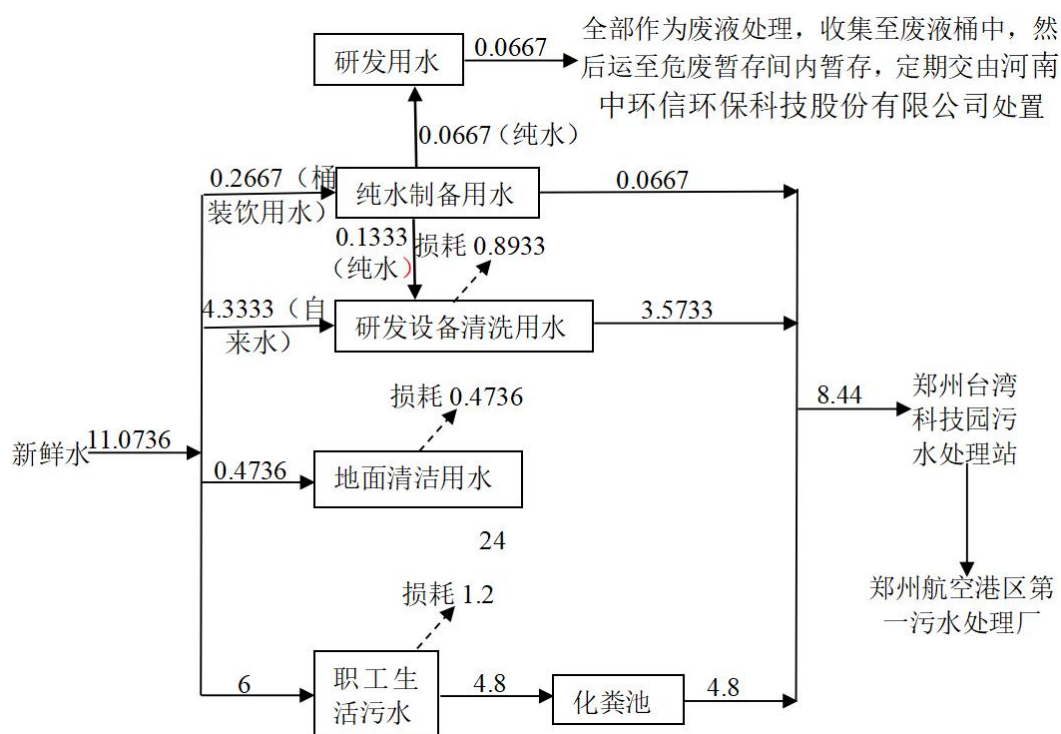 研发用水
0.0667
全部作为废液处理，收集至废液桶中，然
后运至危废暂存间内暂存，定期交由河南
中环信环保科技股份有限公司处置
0.0667（纯水）
0.2667（桶
装饮用水）
纯水制备用水
0.0667
0.1333
（纯水）
损耗 0.8933
4.3333（自
来水）
研发设备清洗用水
3.5733
损耗 0.4736
新鲜水
11.0736
0.4736
地面清洁用水
8.44
郑州台湾
科技园污
水处理站
24
损耗 1.2
郑州航空港区第
一污水处理厂
6
职工生
活污水
4.8
化粪池
4.8